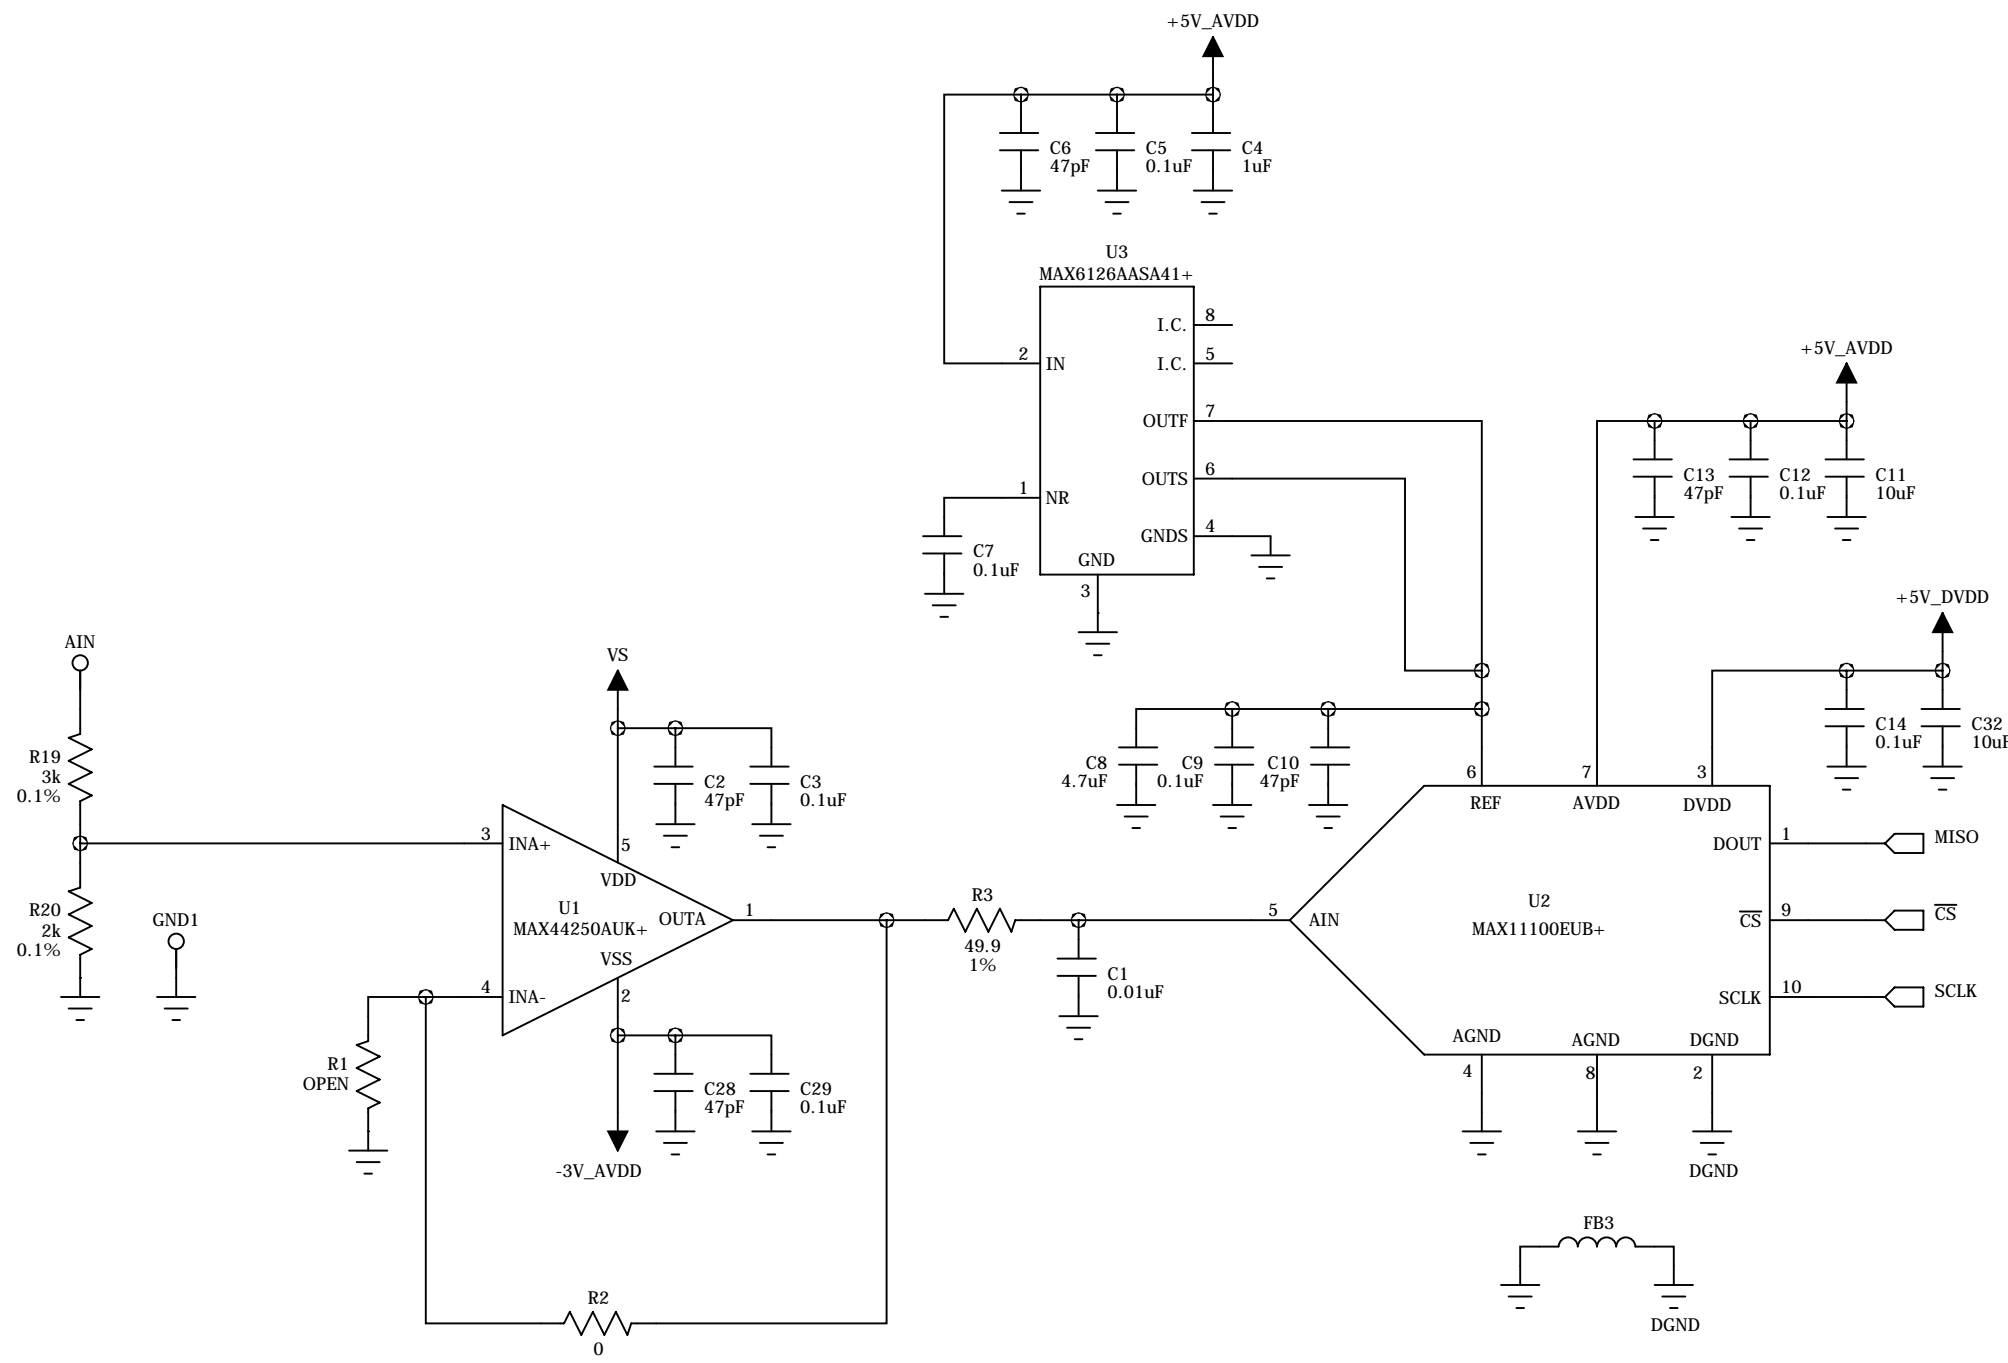 +5V_AVDD
C6
47pF
C5
0.1uF
C4
1uF
U3
MAX6126AASA41+
I.C.
8
I.C.
5
2
IN
OUTF
7
OUTS
6
1
NR
GNDS
4
GND
3
C7
0.1uF
+5V_AVDD
C13
47pF
C12
0.1uF
C11
10uF
+5V_DVDD
C14
0.1uF
C32
10uF
AIN
R19
3k
0.1%
R20
2k
0.1%
GND1
VS
C2
47pF
C3
0.1uF
3
INA+
5
VDD
U1
MAX44250AUK+
OUTA
1
VSS
2
4
INA-
R1
OPEN
C28
47pF
C29
0.1uF
-3V_AVDD
R2
0
R3
49.9
1%
C1
0.01uF
C8
4.7uF
C9
0.1uF
C10
47pF
6
REF
7
AVDD
3
DVDD
DOUT
1
MISO
5
AIN
U2
MAX11100EUB+
CS
9
CS
SCLK
10
SCLK
AGND
4
AGND
8
DGND
2
DGND
FB3
DGND